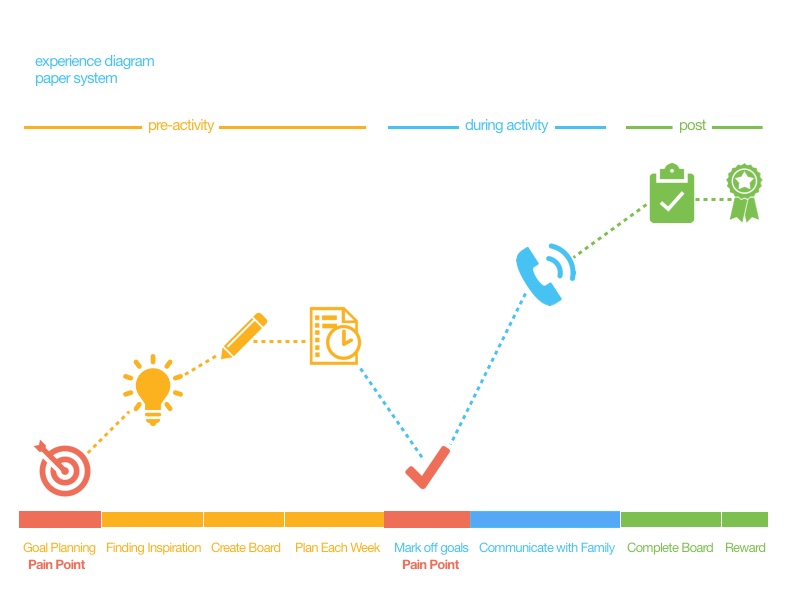 experience diagram
paper system
pre-activity
during activity
post
Goal Planning
Pain Point
Finding Inspiration
Create Board
Plan Each Week
Mark off goals
Pain Point
Communicate with Family
Complete Board
Reward